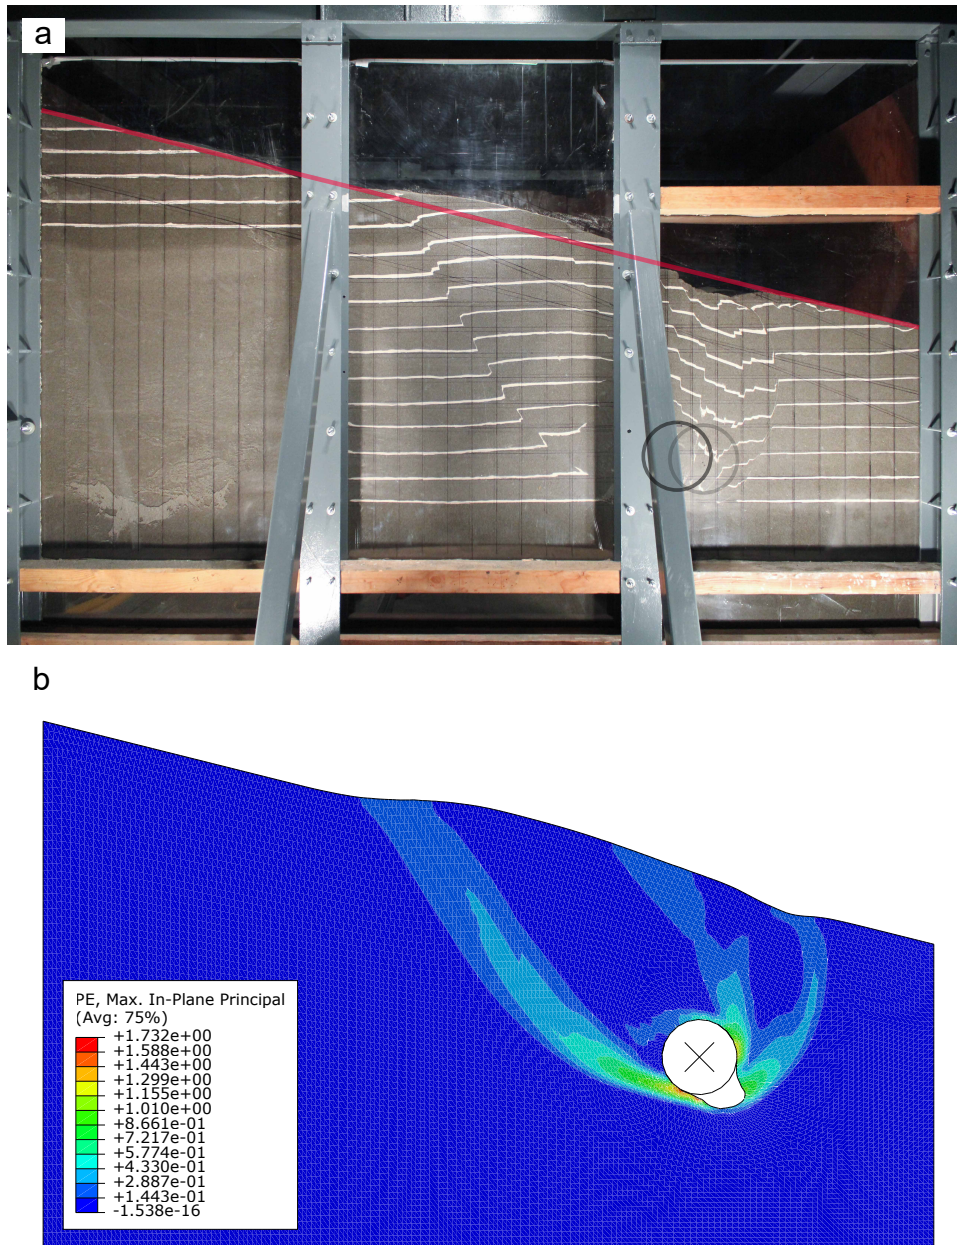 a
b
PE, Max. In-Plane Principal
(Avg: 75%)
+1.732e+00
+1.588e+00
+1.443e+00
+1.299e+00
+1.155e+00
+1.010e+00
+8.661e-01
+7.217e-01
+5.774e-01
+4.330e-01
+2.887e-01
+1.443e-01
-1.538e-16